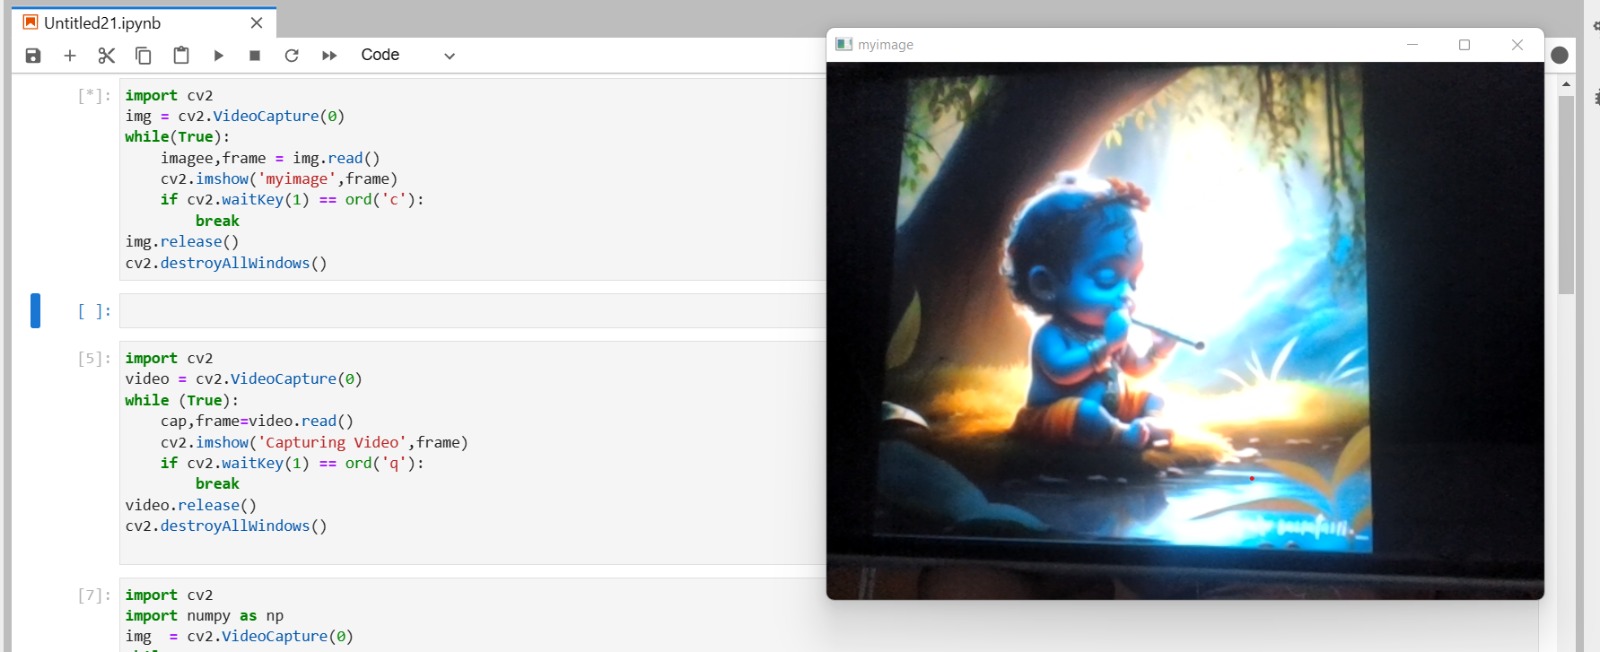 Untitled21.ipynb
Code
[*]:
import cv2
img = cv2.VideoCapture(0)
while(True):
    imagee,frame = img.read()
    cv2.imshow('myimage',frame)
    if cv2.waitKey(1) == ord('c'):
        break
img.release()
cv2.destroyAllWindows()
[ ]:
[5]:
import cv2
video = cv2.VideoCapture(0)
while (True):
    cap,frame=video.read()
    cv2.imshow('Capturing Video',frame)
    if cv2.waitKey(1) == ord('q'):
        break
video.release()
cv2.destroyAllWindows()
[7]:
import cv2
import numpy as np
img  = cv2.VideoCapture(0)
myimage